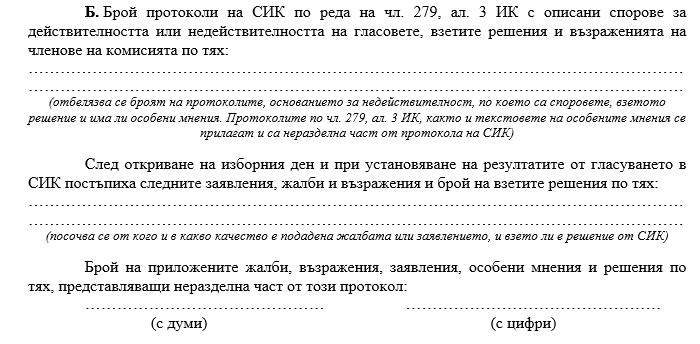 Б. Брой протоколи на СИК по реда на чл. 279, ал. 3 ИК с описани спорове за
действителността или недействителността на гласовете, взетите решения и възраженията на
членове на комисията по тях:
……………………………………………………………………………………………………………
……………………………………………………………………………………………………………
(отбелязва се броят на протоколите, основанието за недействителност, по което са споровете, взетото
решение и има ли особени мнения. Протоколите по чл. 279, ал. 3 ИК, както и текстовете на особените мнения се
прилагат и са неразделна част от протокола на СИК)
След откриване на изборния ден и при установяване на резултатите от гласуването в
СИК постъпиха следните заявления, жалби и възражения и брой на взетите решения по тях:
……………………………………………………………………………………………………………
……………………………………………………………………………………………………………
(посочва се от кого и в какво качество е подадена жалбата или заявлението, и взето ли е решение от СИК)
Брой на приложените жалби, възражения, заявления, особени мнения и решения по
тях, представляващи неразделна част от този протокол:
…………………………………… ………………………………………
(с думи) (с цифри)